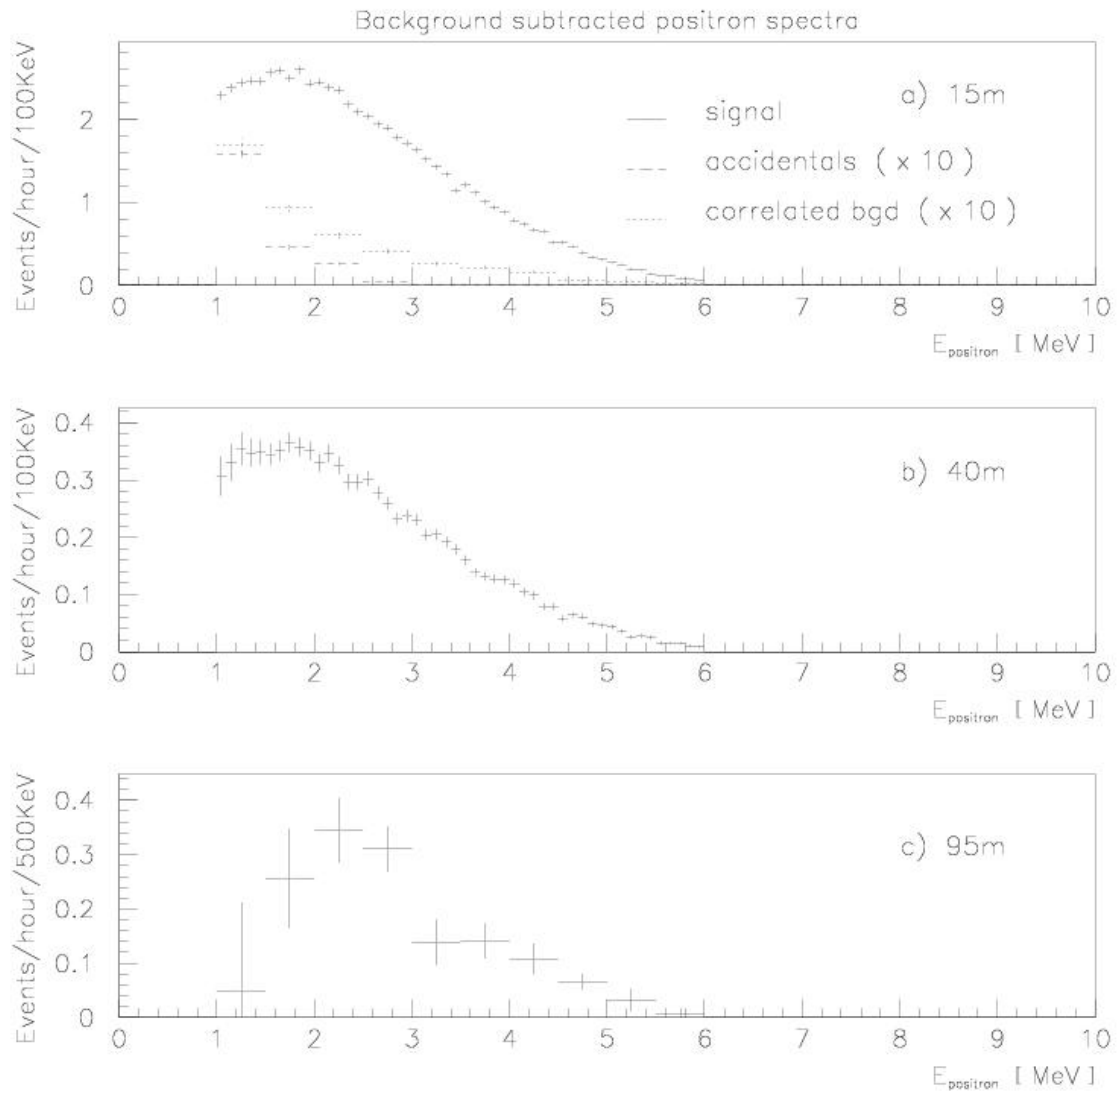 Background subtracted positron spectra
Events/hour/100KeV
2
1
0
a) 15m
signal
accidentals ( x 10 )
correlated bgd ( x 10 )
0 1 2 3 4 5 6 7 8 9 10
E positron [ MeV ]
Events/hour/100KeV
0.4
0.3
0.2
0.1
0
b) 40m
0 1 2 3 4 5 6 7 8 9 10
E positron [ MeV ]
Events/hour/500KeV
0.4
0.3
0.2
0.1
0
c) 95m
0 1 2 3 4 5 6 7 8 9 10
E positron [ MeV ]